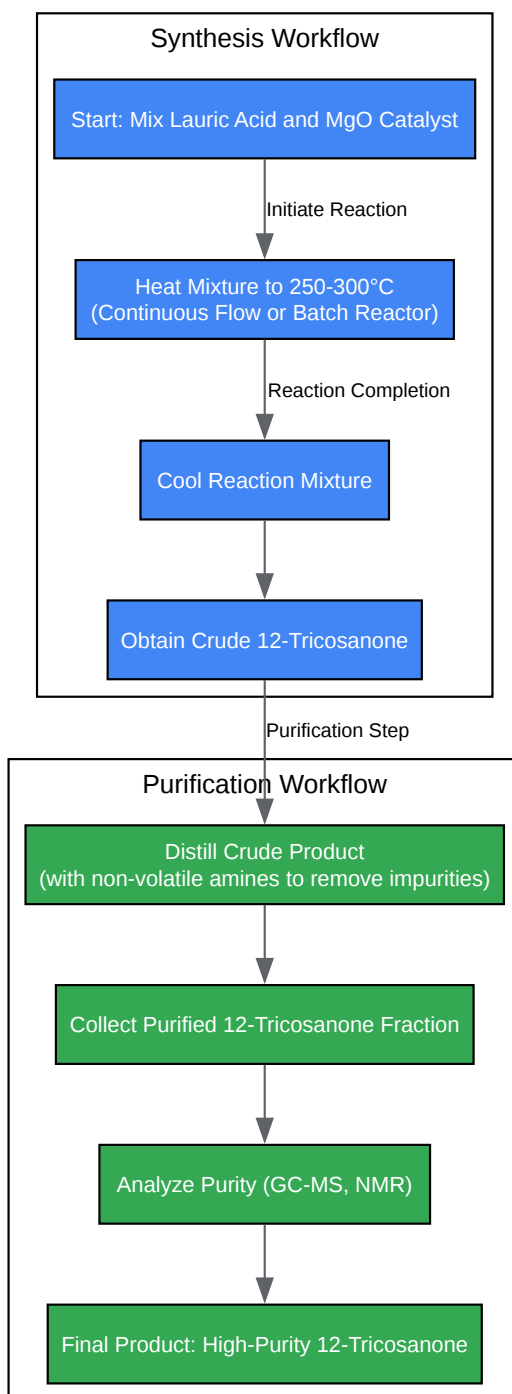 Synthesis Workflow
Start: Mix Lauric Acid and MgO Catalyst
Initiate Reaction
Heat Mixture to 250-300°C
(Continuous Flow or Batch Reactor)
Reaction Completion
Cool Reaction Mixture
Obtain Crude 12-Tricosanone
Purification Step
Purification Workflow
Distill Crude Product
(with non-volatile amines to remove impurities)
Collect Purified 12-Tricosanone Fraction
Analyze Purity (GC-MS, NMR)
Final Product: High-Purity 12-Tricosanone